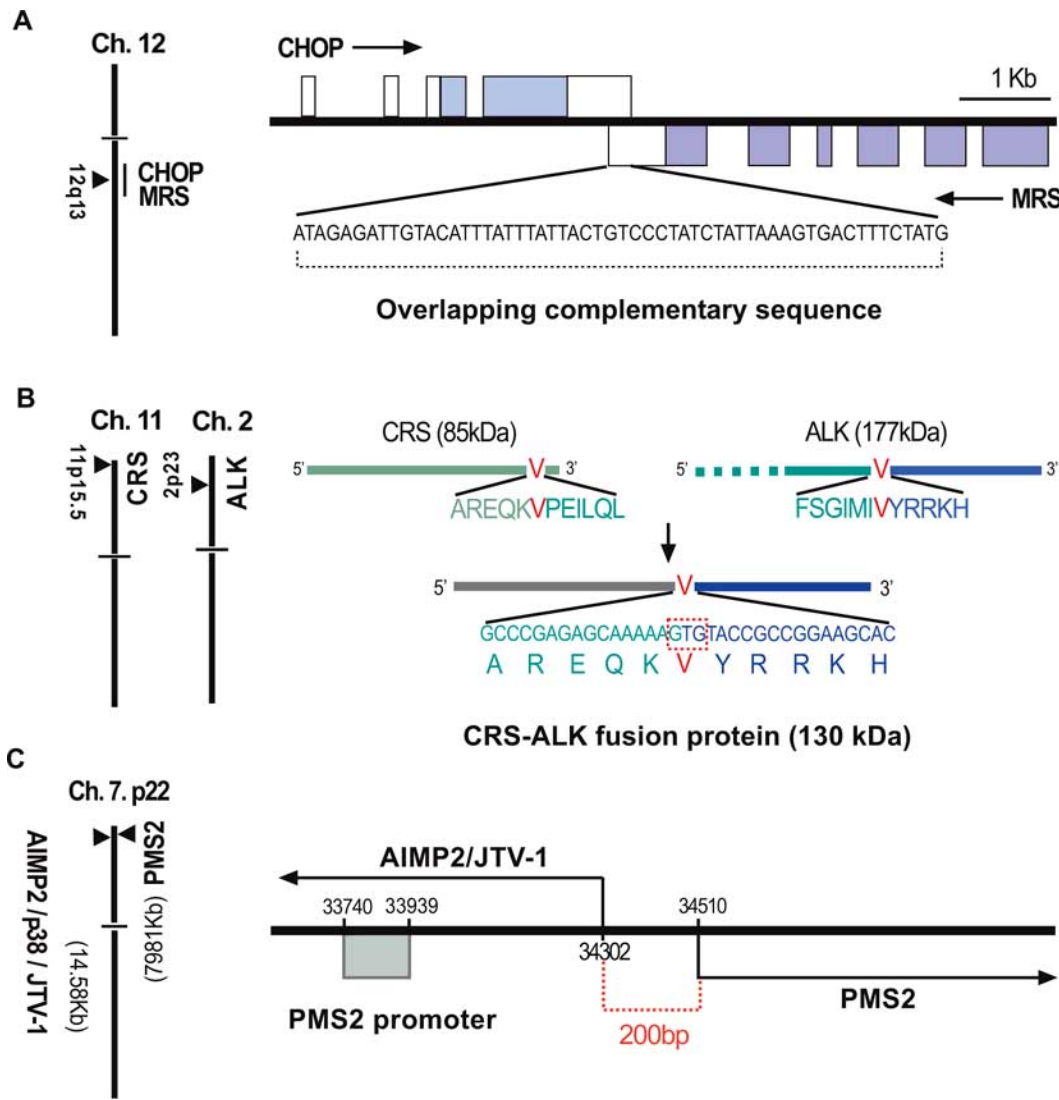 A
Ch. 12
CHOP
1 Kb
12q13
CHOP
MRS
MRS
ATAGAGATTGTACATTTATTTATTACTGTCCCTATCTATTAAAGTGACTTTCTATG
Overlapping complementary sequence
B
Ch. 11
Ch. 2
11p15.5
CRS
2p23
ALK
CRS (85kDa)
ALK (177kDa)
5' V 3'
5' V 3'
AREQKVPEILQL
FSGIMIVYRRKH
5' V 3'
GCCCGAGAGCAAAAAGTGTACCGCCGGAAGCAC
A R E Q K V Y R R K H
CRS-ALK fusion protein (130 kDa)
C
Ch. 7. p22
AIMP2 /p38 / JTV-1
(14.58Kb)
PMS2
(7981Kb)
AIMP2/JTV-1
33740
33939
34510
34302
PMS2 promoter
200bp
PMS2